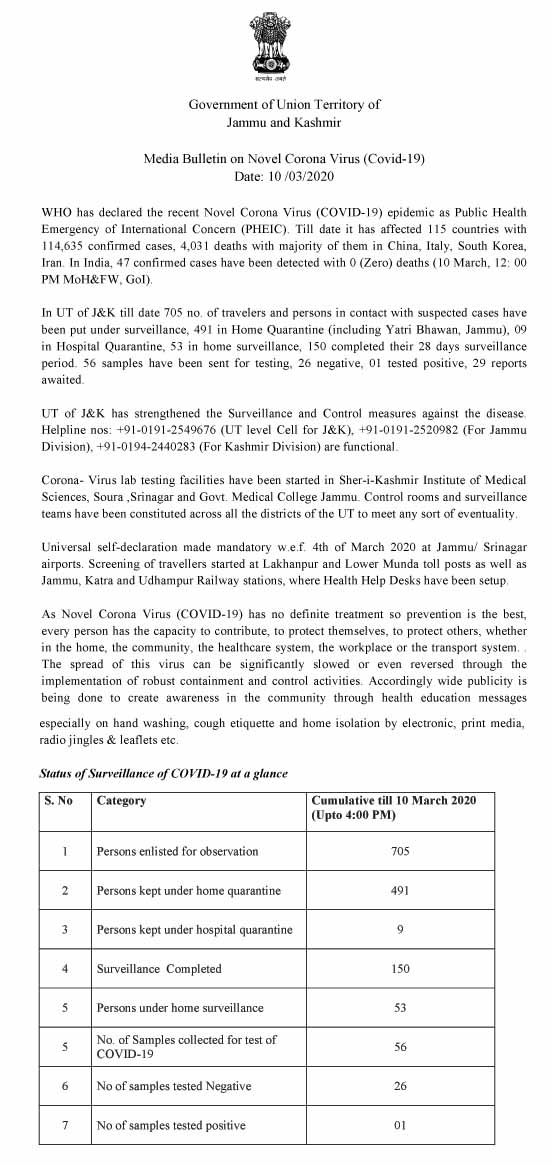 सत्यमेव जयते
Government of Union Territory of
Jammu and Kashmir
Media Bulletin on Novel Corona Virus (Covid-19)
Date: 10 /03/2020
WHO has declared the recent Novel Corona Virus (COVID-19) epidemic as Public Health
Emergency of International Concern (PHEIC). Till date it has affected 115 countries with
114,635 confirmed cases, 4,031 deaths with majority of them in China, Italy, South Korea,
Iran. In India, 47 confirmed cases have been detected with 0 (Zero) deaths (10 March, 12: 00
PM MoH&FW, GoI).
In UT of J&K till date 705 no. of travelers and persons in contact with suspected cases have
been put under surveillance, 491 in Home Quarantine (including Yatri Bhawan, Jammu), 09
in Hospital Quarantine, 53 in home surveillance, 150 completed their 28 days surveillance
period. 56 samples have been sent for testing, 26 negative, 01 tested positive, 29 reports
awaited.
UT of J&K has strengthened the Surveillance and Control measures against the disease.
Helpline nos: +91-0191-2549676 (UT level Cell for J&K), +91-0191-2520982 (For Jammu
Division), +91-0194-2440283 (For Kashmir Division) are functional.
Corona- Virus lab testing facilities have been started in Sher-i-Kashmir Institute of Medical
Sciences, Soura ,Srinagar and Govt. Medical College Jammu. Control rooms and surveillance
teams have been constituted across all the districts of the UT to meet any sort of eventuality.
Universal self-declaration made mandatory w.e.f. 4th of March 2020 at Jammu/ Srinagar
airports. Screening of travellers started at Lakhanpur and Lower Munda toll posts as well as
Jammu, Katra and Udhampur Railway stations, where Health Help Desks have been setup.
As Novel Corona Virus (COVID-19) has no definite treatment so prevention is the best,
every person has the capacity to contribute, to protect themselves, to protect others, whether
in the home, the community, the healthcare system, the workplace or the transport system. .
The spread of this virus can be significantly slowed or even reversed through the
implementation of robust containment and control activities. Accordingly wide publicity is
being done to create awareness in the community through health education messages
especially on hand washing, cough etiquette and home isolation by electronic, print media,
radio jingles & leaflets etc.
Status of Surveillance of COVID-19 at a glance
S. No Category Cumulative till 10 March 2020
(Upto 4:00 PM)
1 Persons enlisted for observation 705
2 Persons kept under home quarantine 491
3 Persons kept under hospital quarantine 9
4 Surveillance Completed 150
5 Persons under home surveillance 53
5 No. of Samples collected for test of
COVID-19 56
6 No of samples tested Negative 26
7 No of samples tested positive 01